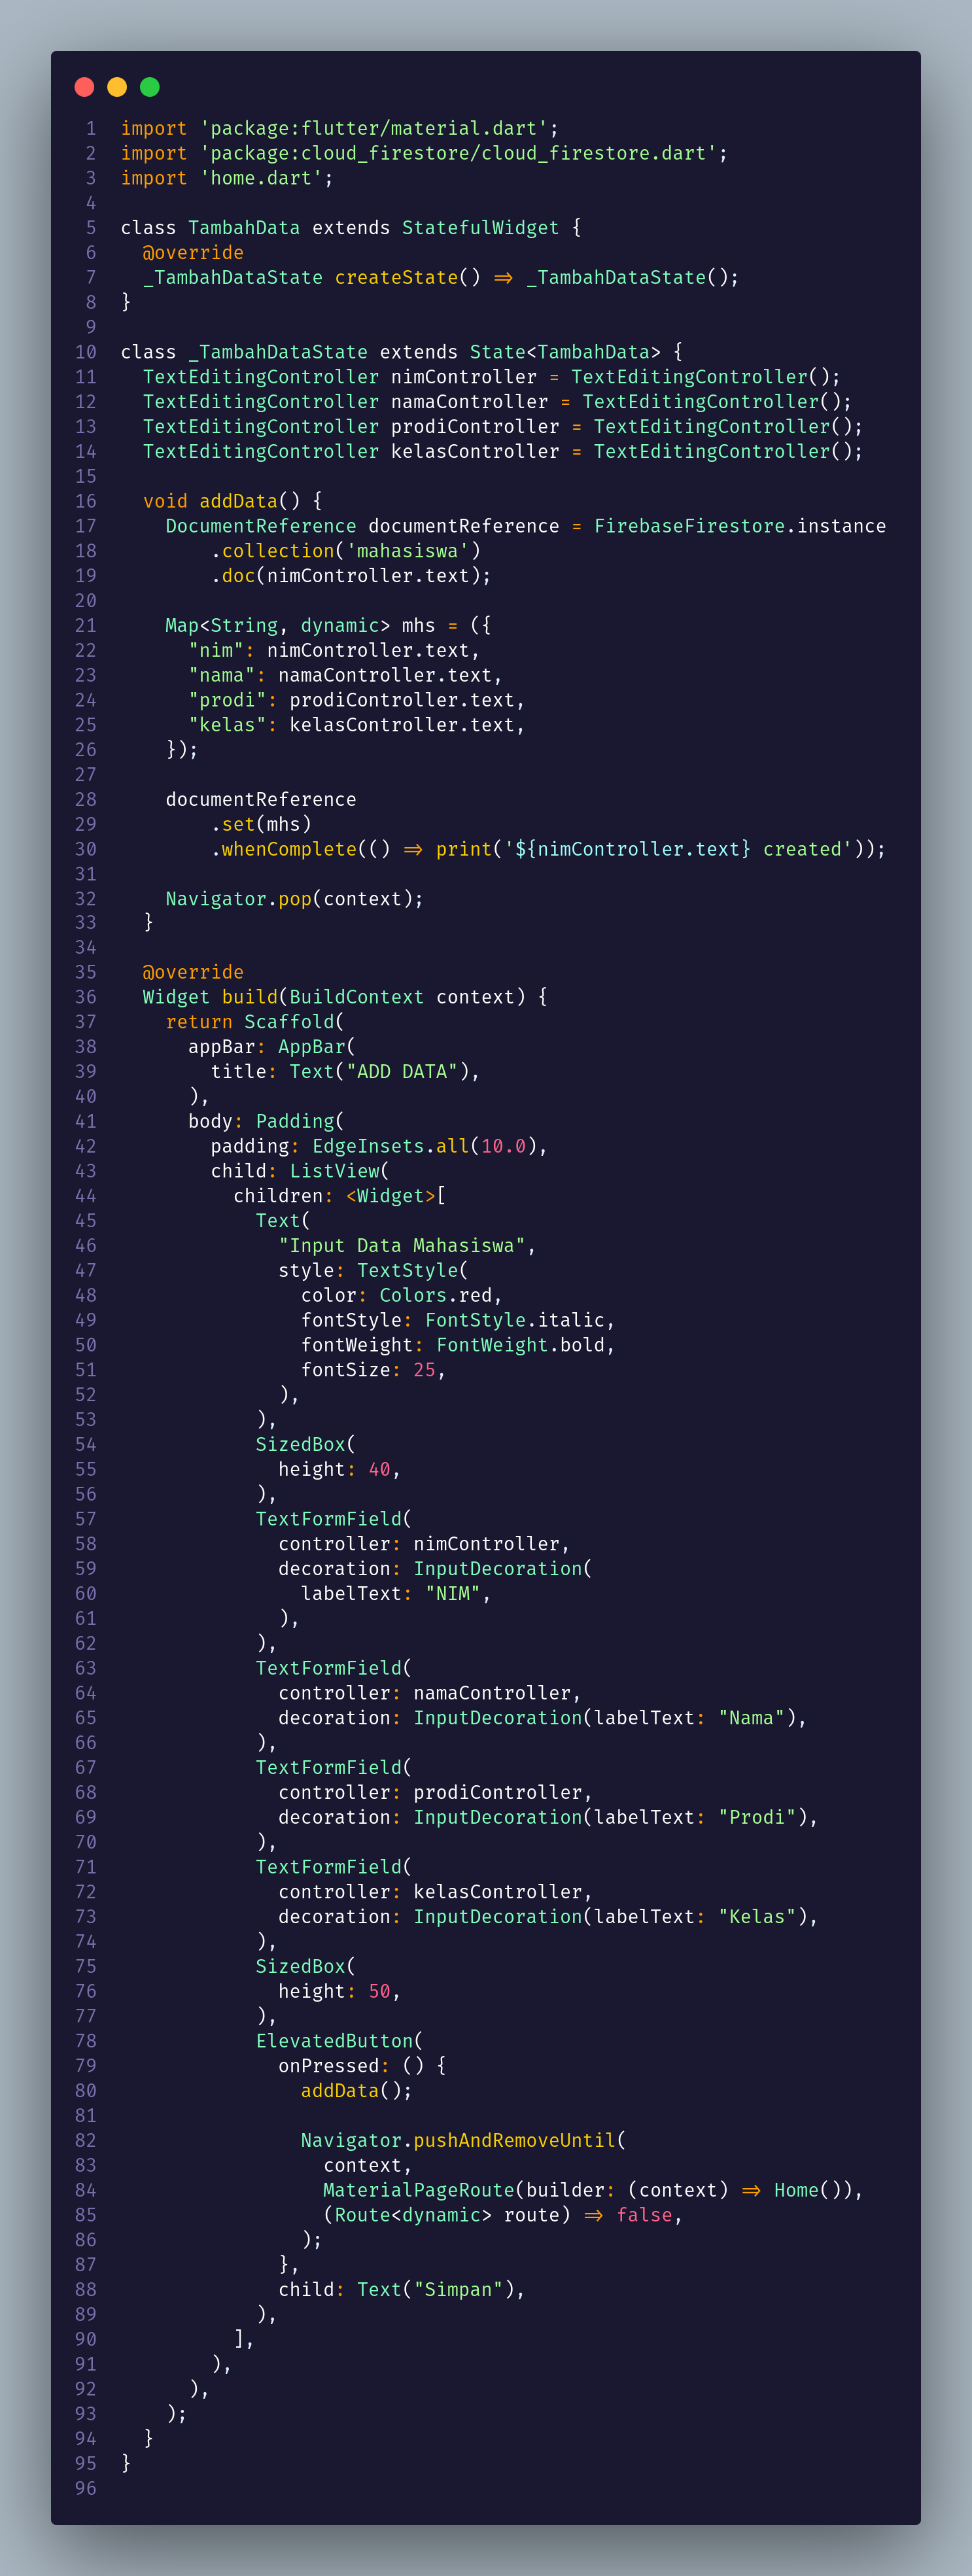 1 import 'package:flutter/material.dart';
2 import 'package:cloud_firestore/cloud_firestore.dart';
3 import 'home.dart';
4
5 class TambahData extends StatefulWidget {
6   @override
7   _TambahDataState createState() => _TambahDataState();
8 }
9
10 class _TambahDataState extends State<TambahData> {
11   TextEditingController nimController = TextEditingController();
12   TextEditingController namaController = TextEditingController();
13   TextEditingController prodiController = TextEditingController();
14   TextEditingController kelasController = TextEditingController();
15
16   void addData() {
17     DocumentReference documentReference = FirebaseFirestore.instance
18         .collection('mahasiswa')
19         .doc(nimController.text);
20
21     Map<String, dynamic> mhs = ({
22       "nim": nimController.text,
23       "nama": namaController.text,
24       "prodi": prodiController.text,
25       "kelas": kelasController.text,
26     });
27
28     documentReference
29         .set(mhs)
30         .whenComplete(() => print('${nimController.text} created'));
31
32     Navigator.pop(context);
33   }
34
35   @override
36   Widget build(BuildContext context) {
37     return Scaffold(
38       appBar: AppBar(
39         title: Text("ADD DATA"),
40       ),
41       body: Padding(
42         padding: EdgeInsets.all(10.0),
43         child: ListView(
44           children: <Widget>[
45             Text(
46               "Input Data Mahasiswa",
47               style: TextStyle(
48                 color: Colors.red,
49                 fontStyle: FontStyle.italic,
50                 fontWeight: FontWeight.bold,
51                 fontSize: 25,
52               ),
53             ),
54             SizedBox(
55               height: 40,
56             ),
57             TextFormField(
58               controller: nimController,
59               decoration: InputDecoration(
60                 labelText: "NIM",
61               ),
62             ),
63             TextFormField(
64               controller: namaController,
65               decoration: InputDecoration(labelText: "Nama"),
66             ),
67             TextFormField(
68               controller: prodiController,
69               decoration: InputDecoration(labelText: "Prodi"),
70             ),
71             TextFormField(
72               controller: kelasController,
73               decoration: InputDecoration(labelText: "Kelas"),
74             ),
75             SizedBox(
76               height: 50,
77             ),
78             ElevatedButton(
79               onPressed: () {
80                 addData();
81
82                 Navigator.pushAndRemoveUntil(
83                   context,
84                   MaterialPageRoute(builder: (context) => Home()),
85                   (Route<dynamic> route) => false,
86                 );
87               },
88               child: Text("Simpan"),
89             ),
90           ],
91         ),
92       ),
93     );
94   }
95 }
96